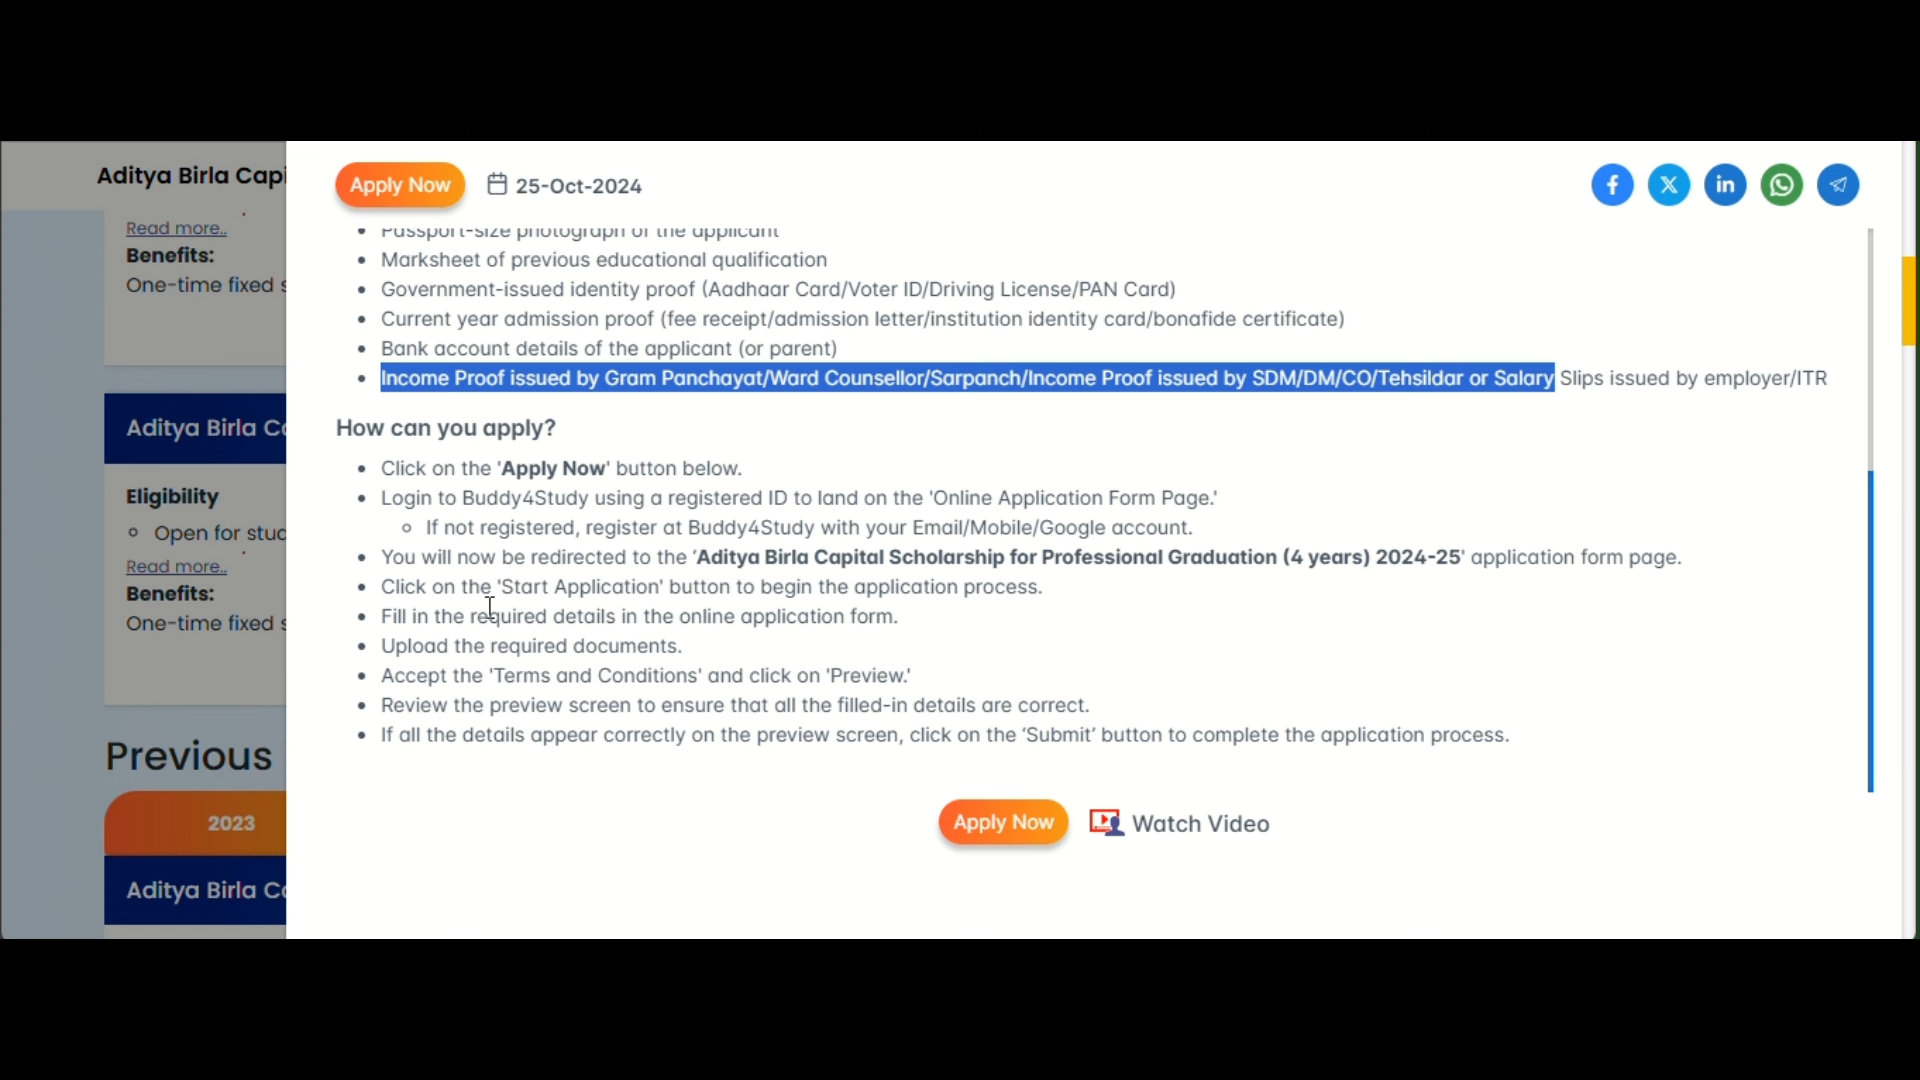 Aditya Birla Capi
Read more..
Benefits:
One-time fixed s
Aditya Birla Co
Eligibility
Open for stud
Read more..
Benefits:
One-time fixed s
Previous
2023
Aditya Birla Co
Apply Now
25-Oct-2024
• Passport-size photograph of the applicant
• Marksheet of previous educational qualification
• Government-issued identity proof (Aadhaar Card/Voter ID/Driving License/PAN Card)
• Current year admission proof (fee receipt/admission letter/institution identity card/bonafide certificate)
• Bank account details of the applicant (or parent)
• Income Proof issued by Gram Panchayat/Ward Counsellor/Sarpanch/Income Proof issued by SDM/DM/CO/Tehsildar or Salary Slips issued by employer/ITR
How can you apply?
• Click on the 'Apply Now' button below.
• Login to Buddy4Study using a registered ID to land on the 'Online Application Form Page.'
If not registered, register at Buddy4Study with your Email/Mobile/Google account.
• You will now be redirected to the ‘Aditya Birla Capital Scholarship for Professional Graduation (4 years) 2024-25' application form page.
• Click on the 'Start Application' button to begin the application process.
• Fill in the required details in the online application form.
• Upload the required documents.
• Accept the 'Terms and Conditions' and click on 'Preview.'
• Review the preview screen to ensure that all the filled-in details are correct.
• If all the details appear correctly on the preview screen, click on the ‘Submit’ button to complete the application process.
Apply Now
Watch Video